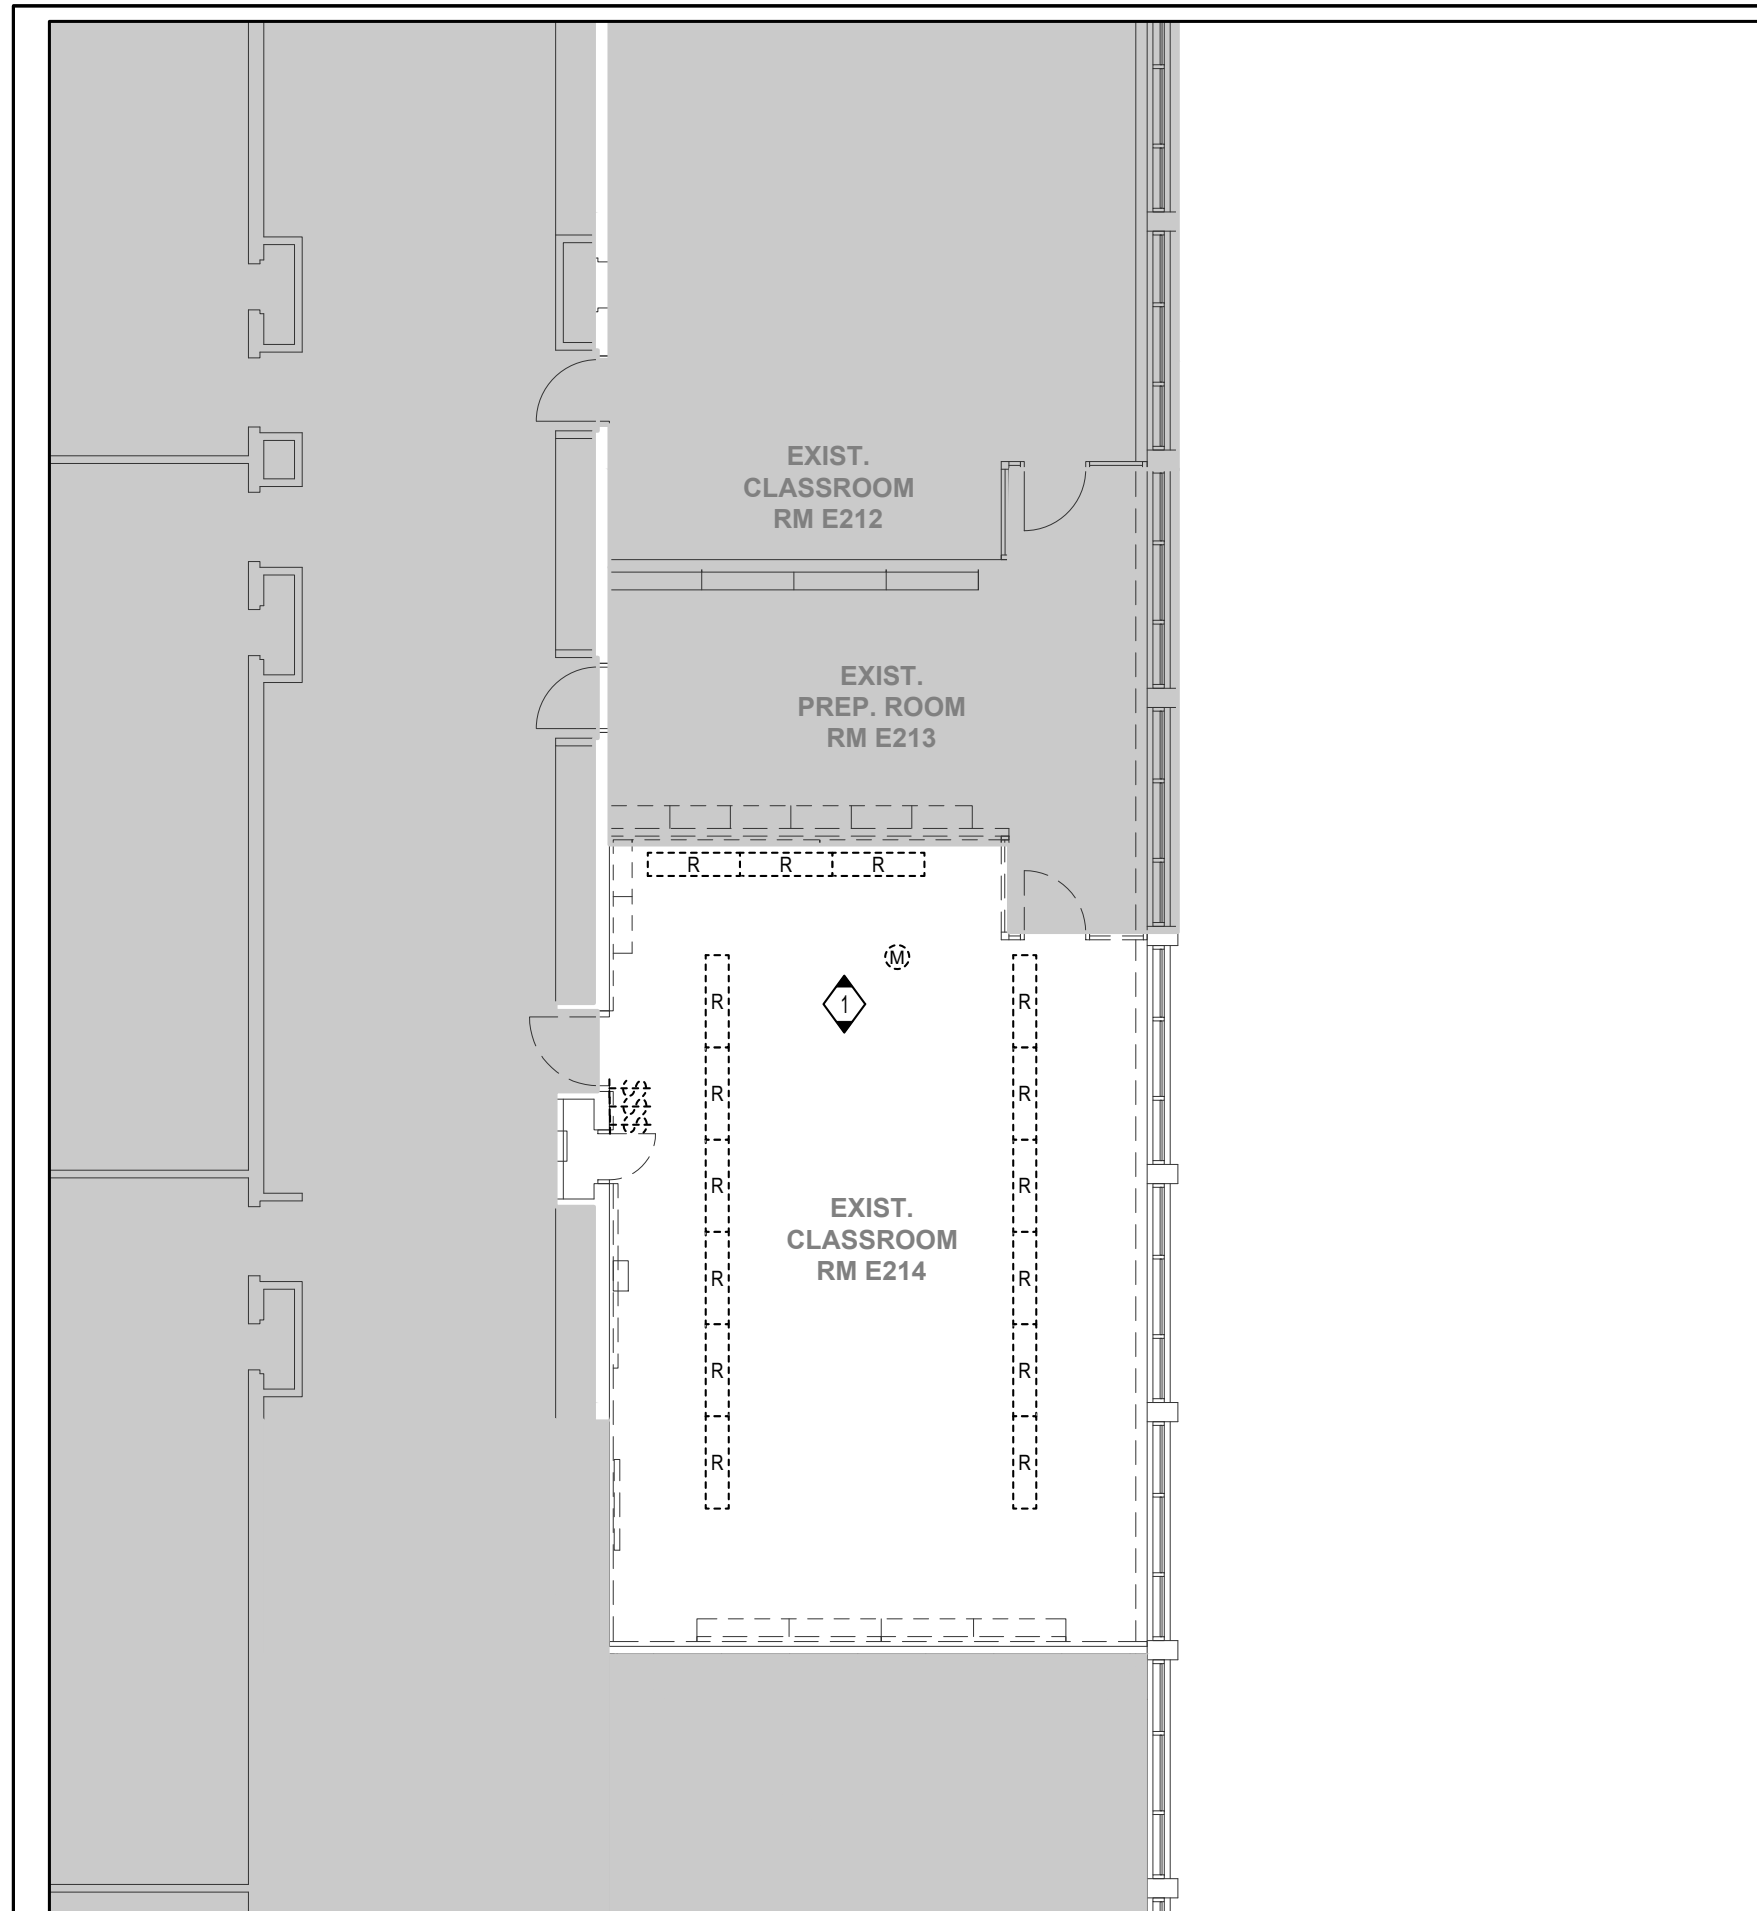 EXIST.
CLASSROOM
RM E212
EXIST.
PREP. ROOM
RM E213
R R R
M
R R
1
R R
R R
EXIST.
CLASSROOM
RM E214
R R
R R
R R